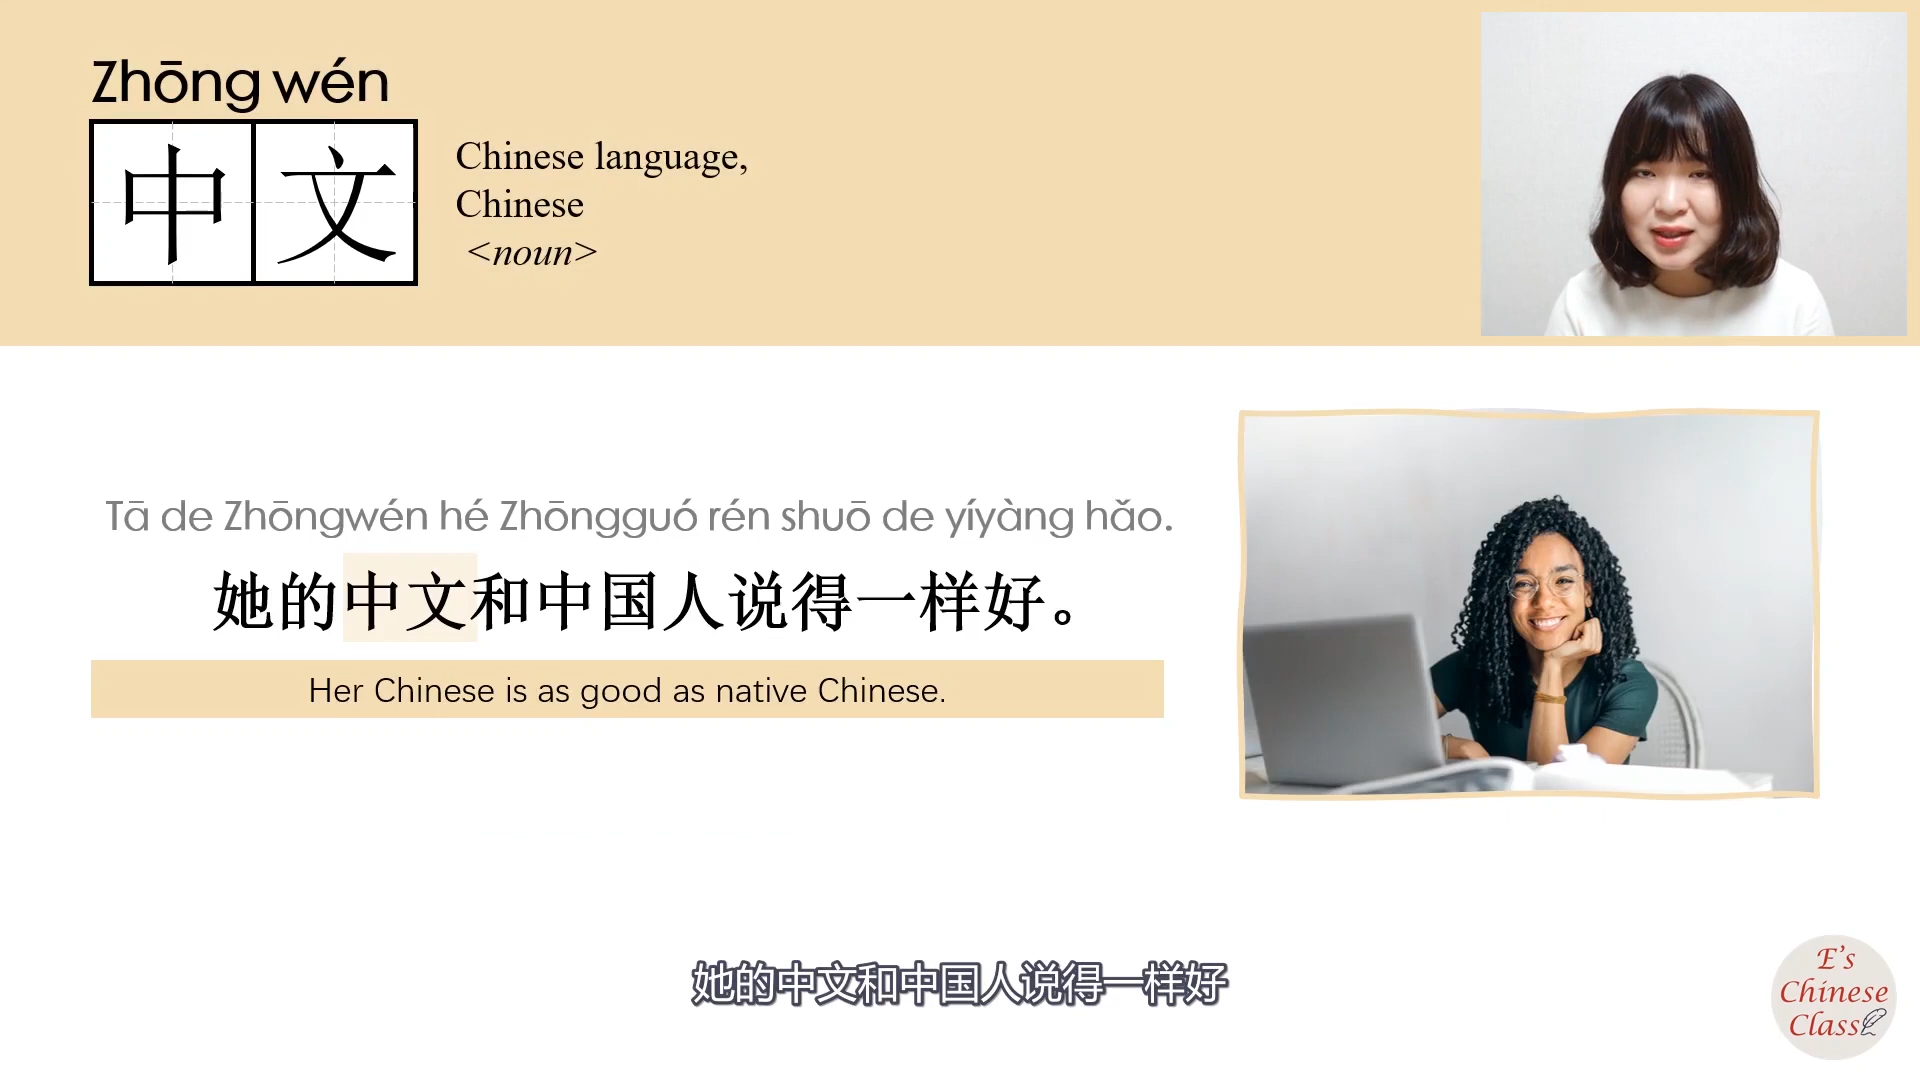 Zhōng wén
中文
Chinese language,
Chinese
<noun>
Tā de Zhōngwén hé Zhōngguó rén shuō de yíyàng hǎo.
她的中文和中国人说得一样好。
Her Chinese is as good as native Chinese.
她的中文和中国人说得一样好
E's
Chinese
Class